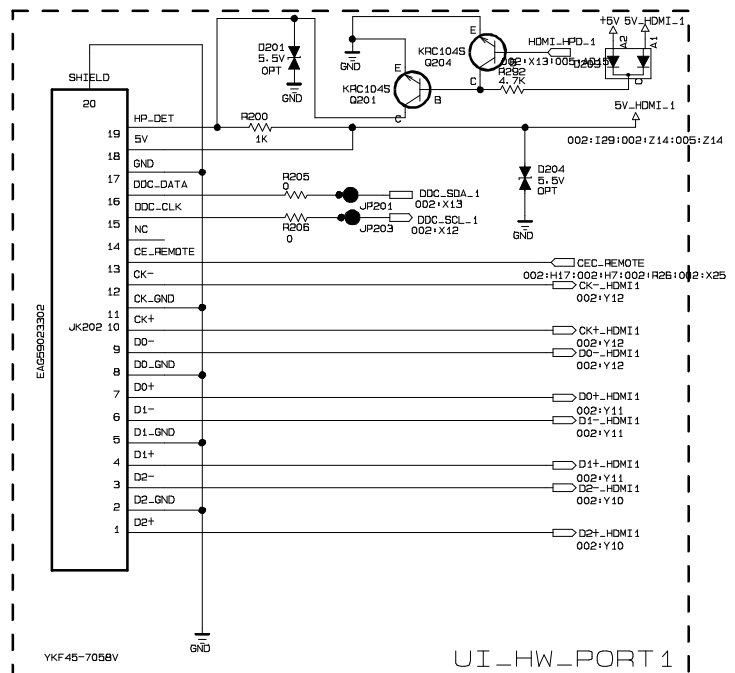 +5V 5V_HDMI_1
A2 A1
C
D201
5.5V
OPT
GND
GND
E
KRC104S
Q204
C
HDMI_HPD_1
E
KRC104S
Q201
B
C
R292
4.7K
5V_HDMI_1
002:I29;002:Z14;005:Z14
SHIELD
20
19
HP_DET
R200
1K
18
5V
17
GND
D204
5.5V
OPT
GND
16
DDC_DATA
R205
0
JP201
DDC_SDA_1
002:X13
15
DDC_CLK
R206
0
JP203
DDC_SCL_1
002:X12
14
NC
13
CE_REMOTE
CEC_REMOTE
002:H17;002:H7;002:R26;002:X25
12
CK-
CK-_HDMI1
002:Y12
11
CK_GND
10
CK+
CK+_HDMI1
002:Y12
9
D0-
D0-_HDMI1
002:Y12
8
D0_GND
7
D0+
D0+_HDMI1
002:Y11
6
D1-
D1-_HDMI1
002:Y11
5
D1_GND
4
D1+
D1+_HDMI1
002:Y11
3
D2-
D2-_HDMI1
002:Y10
2
D2_GND
1
D2+
D2+_HDMI1
002:Y10
JK202
EAG59023302
GND
YKF45-7058V
UI_HW_PORT1